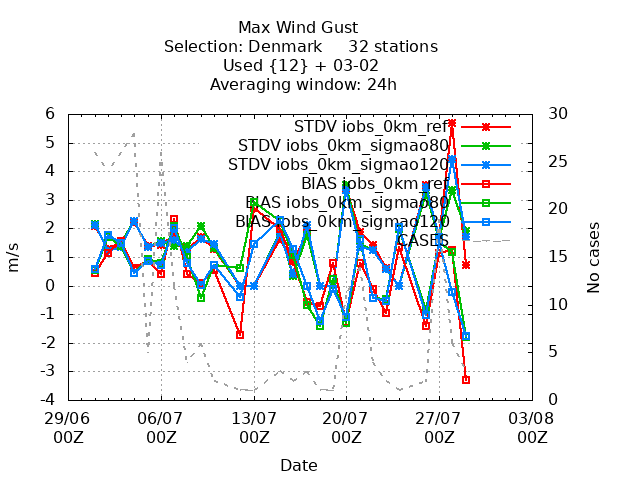 Max Wind Gust
Selection: Denmark     32 stations
Used {12} + 03-02
Averaging window: 24h
6
5
4
3
2
1
0
-1
-2
-3
-4
m/s
30
25
20
15
10
5
0
No cases
STDV iobs_0km_ref
STDV iobs_0km_sigmao80
STDV iobs_0km_sigmao120
BIAS iobs_0km_ref
BIAS iobs_0km_sigmao80
BIAS iobs_0km_sigmao120
CASES
29/06 06/07 13/07 20/07 27/07 03/08
00Z 00Z 00Z 00Z 00Z 00Z
Date